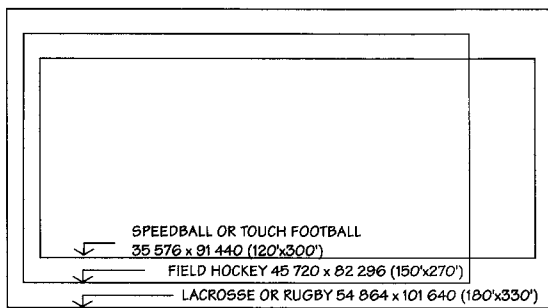 SPEEDBALL OR TOUCH FOOTBALL
35 576 x 91 440 (120'x300')
FIELD HOCKEY 45 720 x 82 296 (150'x270')
LACROSSE OR RUGBY 54 864 x 101 640 (180'x330')